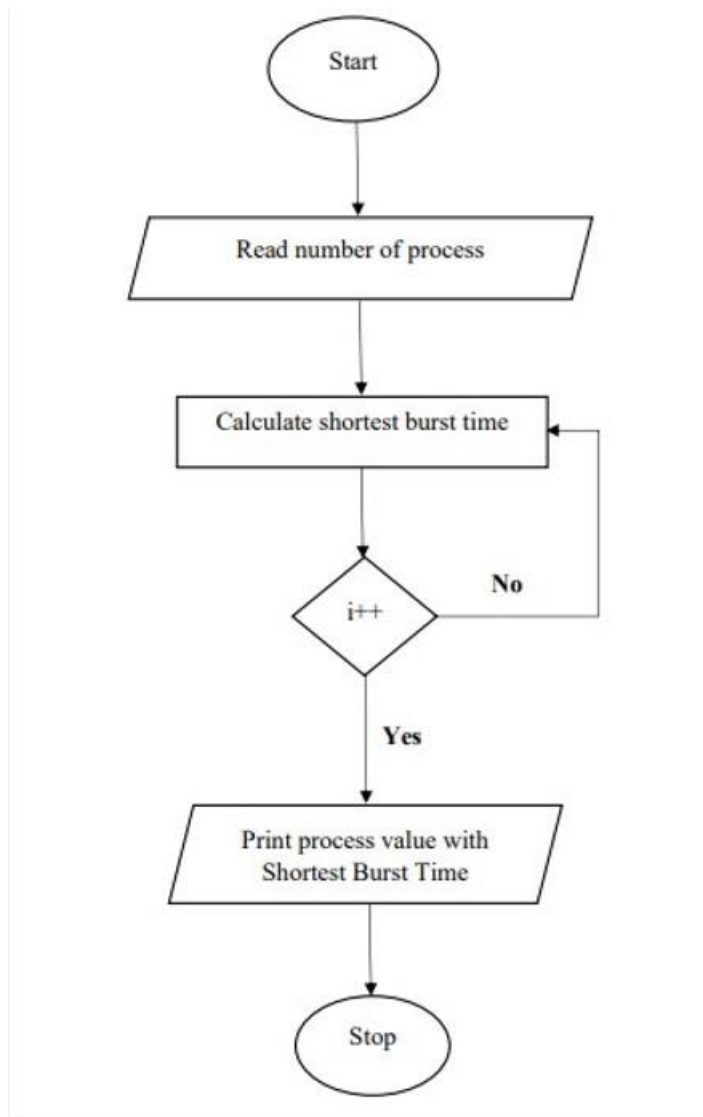 Start
Read number of process
Calculate shortest burst time
No
i++
Yes
Print process value with
Shortest Burst Time
Stop